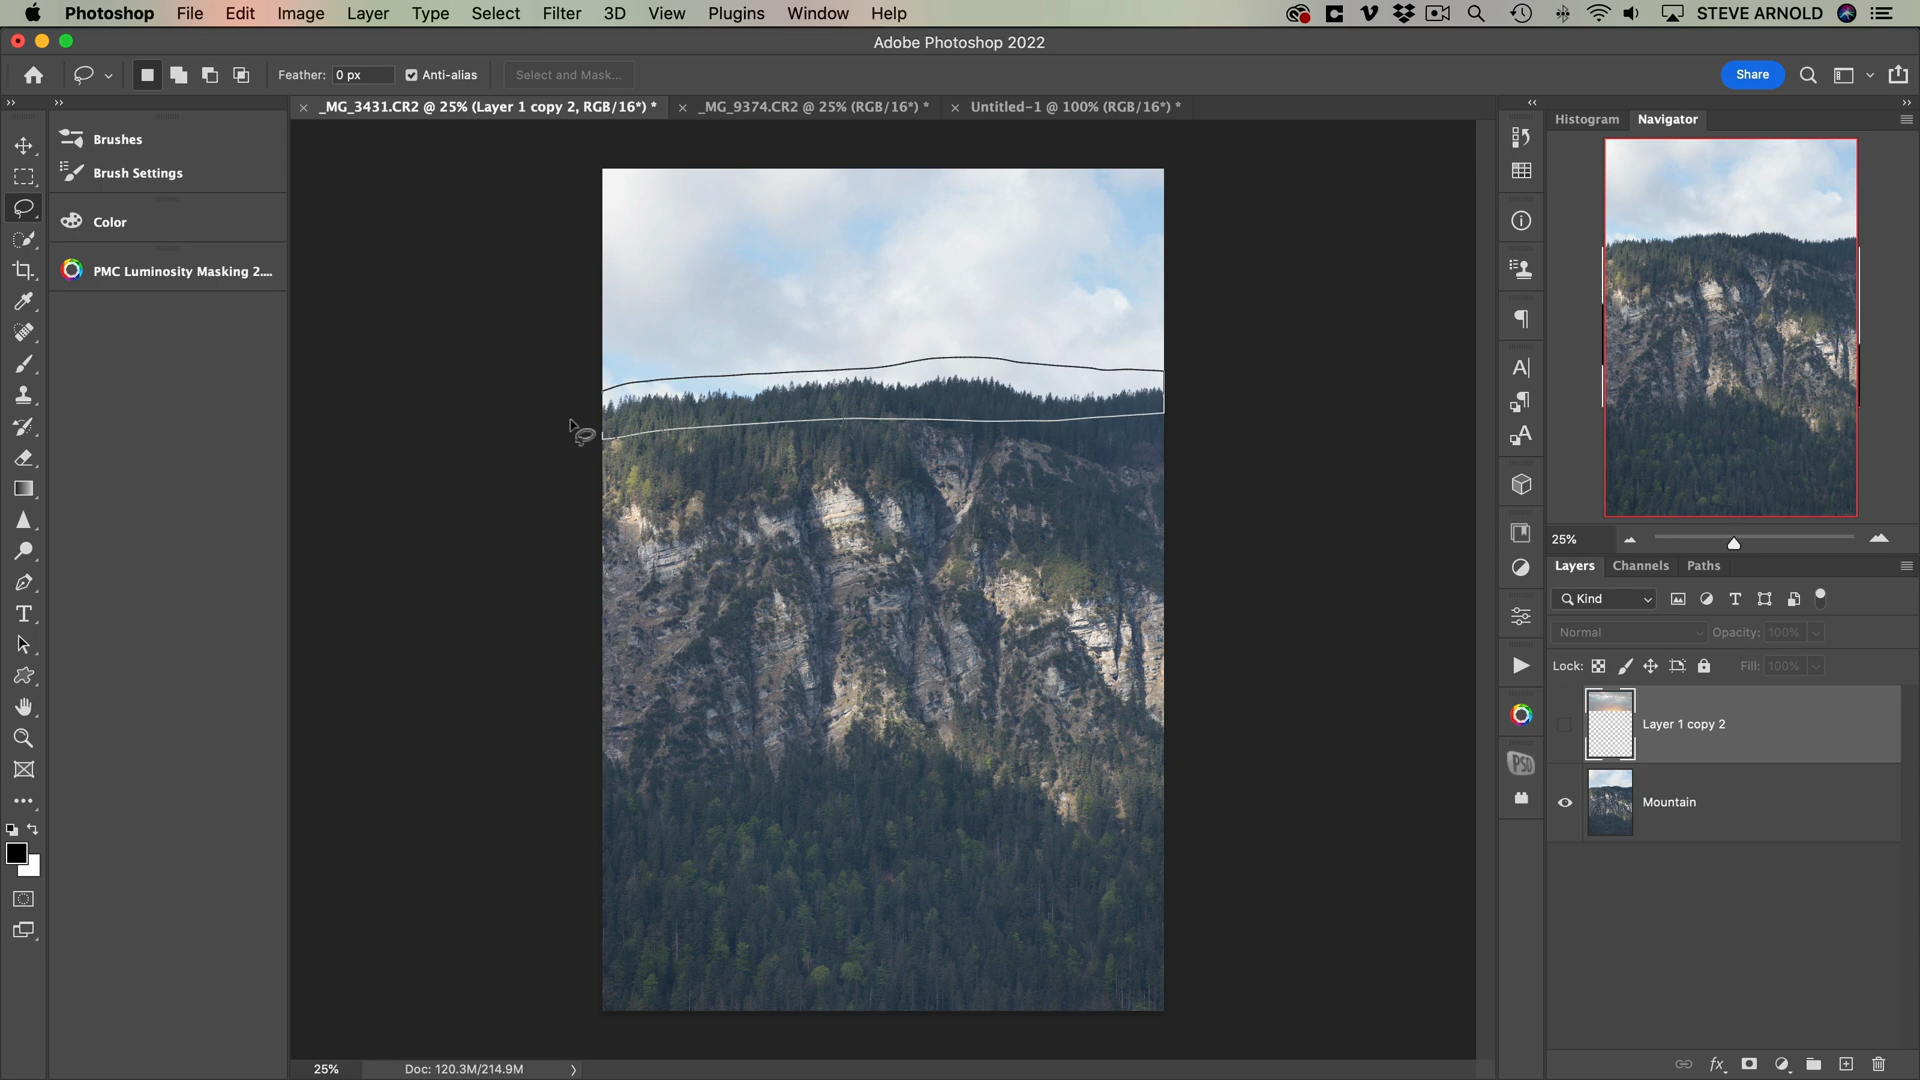 Photoshop File Edit Image Layer Type Select Filter 3D View Plugins Window Help STEVE ARNOLD
Adobe Photoshop 2022
Feather: 0 px Anti-alias Select and Mask... Share
_MG_3431.CR2 @ 25% (Layer 1 copy 2, RGB/16*) * _MG_9374.CR2 @ 25% (RGB/16*) * Untitled-1 @ 100% (RGB/16*) *
Histogram Navigator
Brushes
Brush Settings
Color
PMC Luminosity Masking 2....
25%
Layers Channels Paths
Kind
Normal Opacity: 100%
Lock: Fill: 100%
Layer 1 copy 2
Mountain
PSD
fx
25% Doc: 120.3M/214.9M